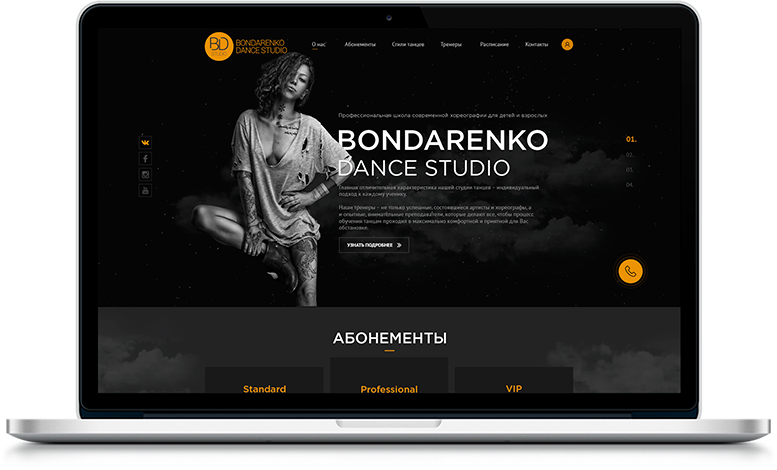 BD
STUDIO
BONDARENKO
DANCE STUDIO
О нас
Абонементы
Стили танцев
Тренеры
Расписание
Контакты
Профессиональная школа современной хореографии для детей и взрослых
BONDARENKO
DANCE STUDIO
Главная отличительная характеристика нашей студии танцев – индивидуальный
подход к каждому ученику.
Наши тренеры – не только успешные, состоявшиеся артисты и хореографы, а
и опытные, внимательные преподаватели, которые делают все, чтобы процесс
обучения танцам проходил в максимально комфортной и приятной для Вас
обстановке.
УЗНАТЬ ПОДРОБНЕЕ
01.
02.
03.
04.
АБОНЕМЕНТЫ
Standard
Professional
VIP